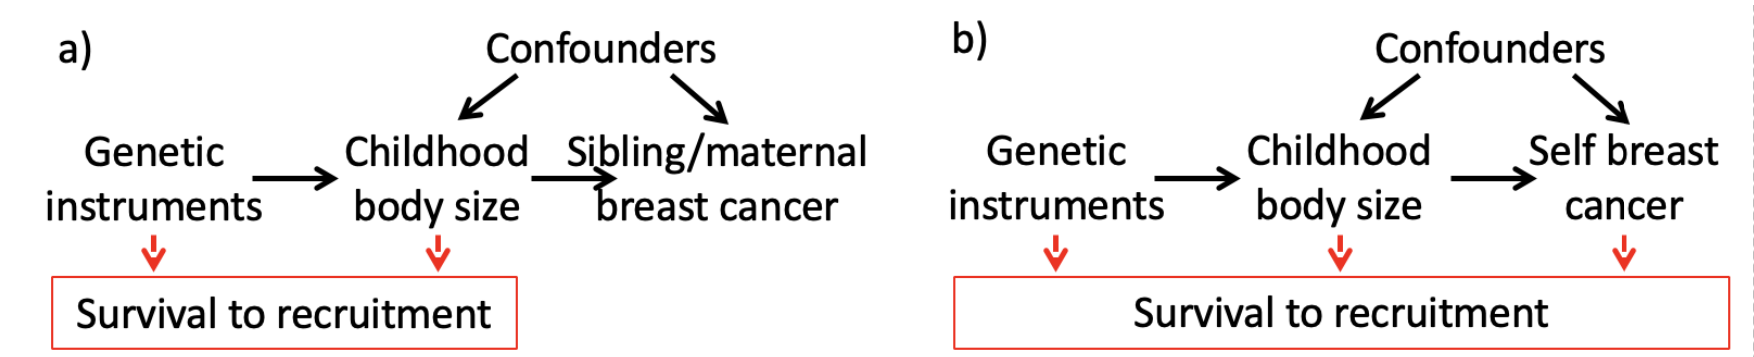 a)
Confounders
Genetic
instruments
Childhood
body size
Sibling/maternal
breast cancer
Survival to recruitment
b)
Confounders
Genetic
instruments
Childhood
body size
Self breast
cancer
Survival to recruitment